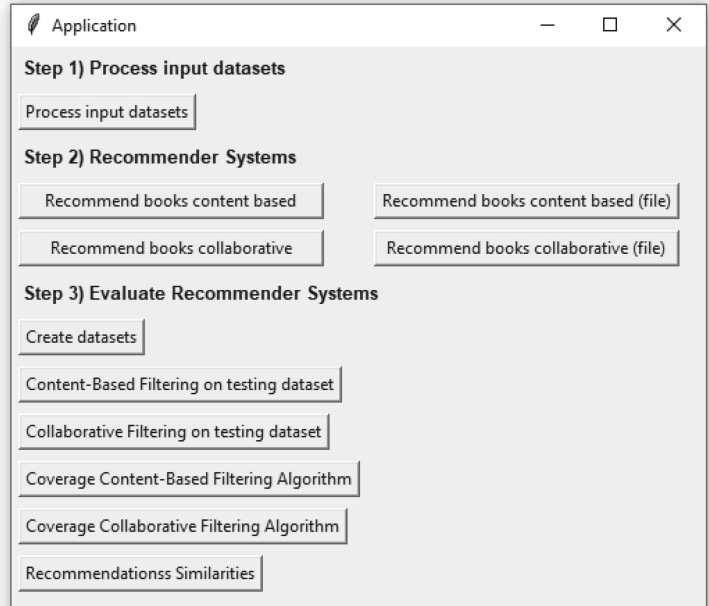 Application
Step 1) Process input datasets
Process input datasets
Step 2) Recommender Systems
Recommend books content based
Recommend books content based (file)
Recommend books collaborative
Recommend books collaborative (file)
Step 3) Evaluate Recommender Systems
Create datasets
Content-Based Filtering on testing dataset
Collaborative Filtering on testing dataset
Coverage Content-Based Filtering Algorithm
Coverage Collaborative Filtering Algorithm
Recommendationss Similarities